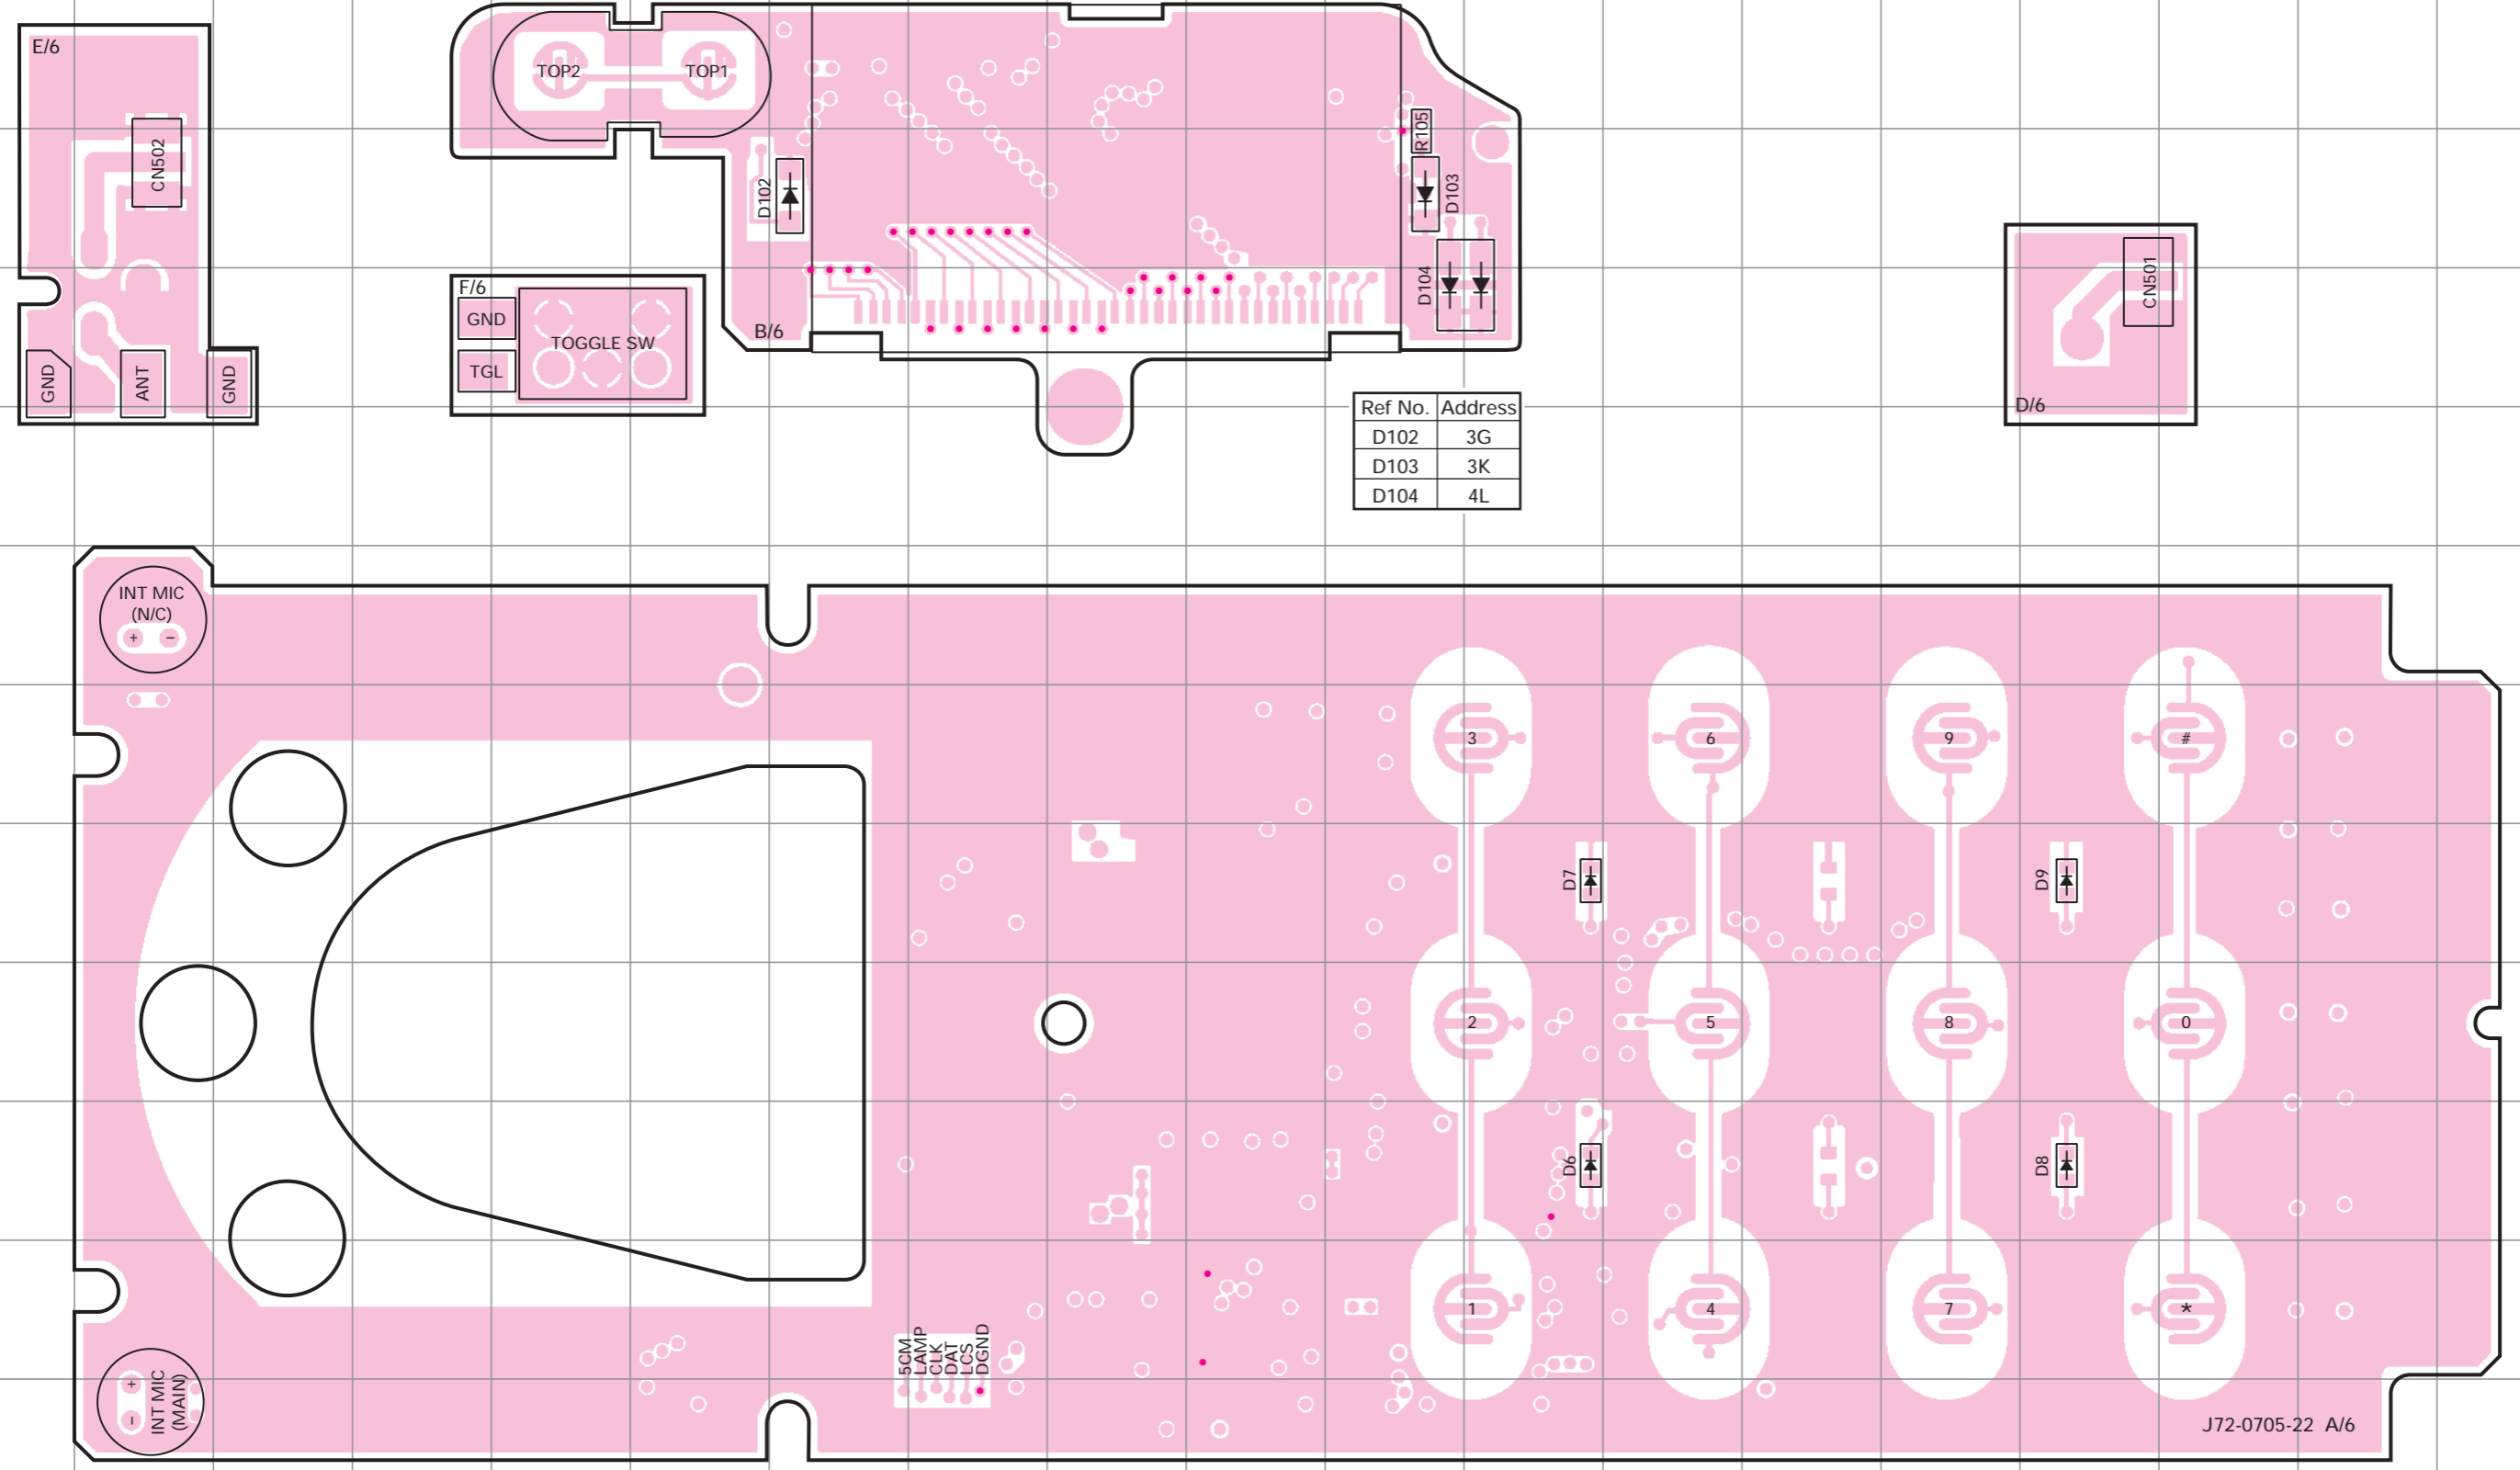 E/6
CN502
GND
ANT
GND
TOP2
TOP1
D102
R105
D103
D104
B/6
F/6
GND
TGL
TOGGLE SW
CN501
D/6
Ref No. Address
D102 3G
D103 3K
D104 4L
INT MIC
(N/C)
+ −
3
6
9
#
D7
D9
2
5
8
0
D6
D8
1
4
7
*
5CM
LAMP
CLK
DAT
LCS
DGND
+ −
INT MIC
(MAIN)
J72-0705-22 A/6